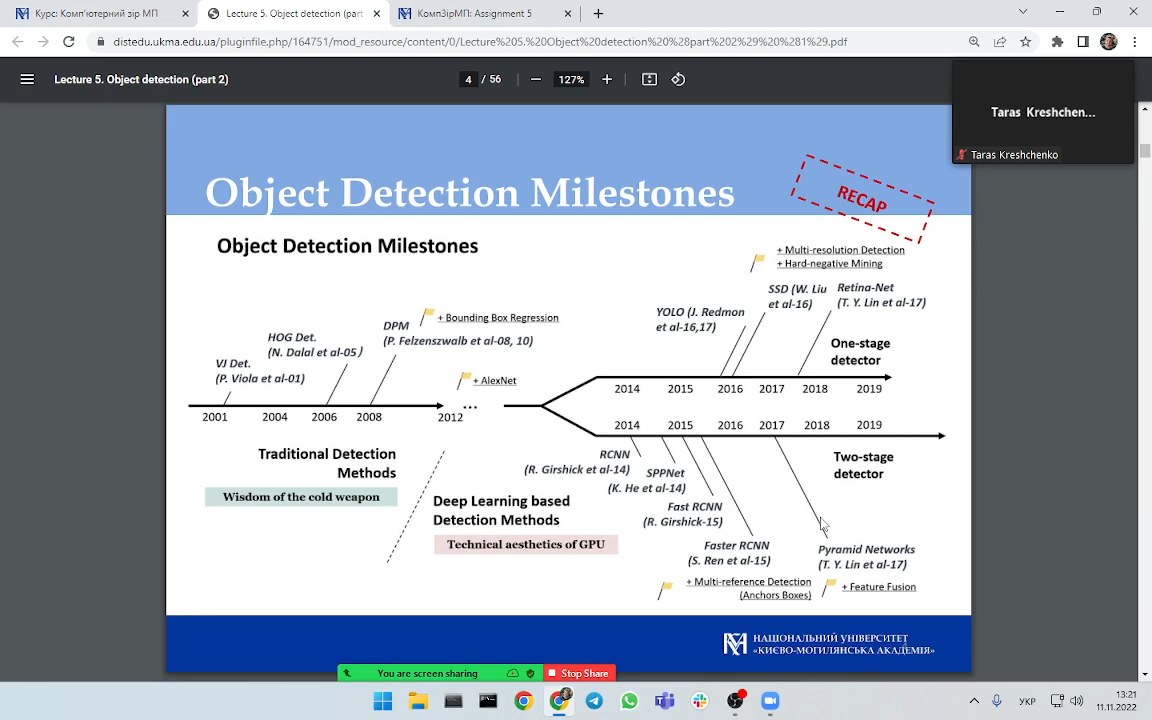 Курс: Комп'ютерний зір МП
Lecture 5. Object detection (part
КомпЗірМП: Assignment 5
distedu.ukma.edu.ua/pluginfile.php/164751/mod_resource/content/0/Lecture%205.%20Object%20detection%20%28part%202%29%20%281%29.pdf
Lecture 5. Object detection (part 2)
4 / 56
127%
Taras Kreshchen...
Taras Kreshchenko
Object Detection Milestones
RECAP
Object Detection Milestones
+ Multi-resolution Detection
+ Hard-negative Mining
SSD (W. Liu
et al-16)
Retina-Net
(T. Y. Lin et al-17)
YOLO (J. Redmon
et al-16,17)
+ Bounding Box Regression
DPM
(P. Felzenszwalb et al-08, 10)
HOG Det.
(N. Dalal et al-05)
VJ Det.
(P. Viola et al-01)
One-stage
detector
+ AlexNet
2014 2015 2016 2017 2018 2019
2001 2004 2006 2008 2012 ...
2014 2015 2016 2017 2018 2019
Traditional Detection
Methods
Wisdom of the cold weapon
Two-stage
detector
RCNN
(R. Girshick et al-14)
SPPNet
(K. He et al-14)
Deep Learning based
Detection Methods
Technical aesthetics of GPU
Fast RCNN
(R. Girshick-15)
Faster RCNN
(S. Ren et al-15)
Pyramid Networks
(T. Y. Lin et al-17)
+ Multi-reference Detection
(Anchors Boxes)
+ Feature Fusion
НАЦІОНАЛЬНИЙ УНІВЕРСИТЕТ
«КИЄВО-МОГИЛЯНСЬКА АКАДЕМІЯ»
You are screen sharing
Stop Share
УКР
13:21
11.11.2022